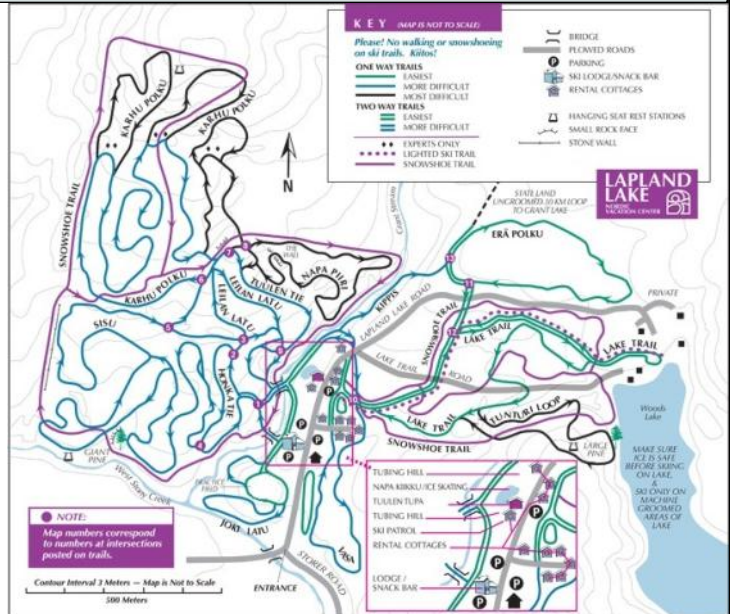 KEY (MAP IS NOT TO SCALE)
Please! No walking or snowshoeing
on ski trails. Kiitos!
ONE WAY TRAILS
EASIEST
MORE DIFFICULT
MOST DIFFICULT
TWO WAY TRAILS
EASIEST
MORE DIFFICULT
EXPERTS ONLY
LIGHTED SKI TRAIL
SNOWSHOE TRAIL
BRIDGE
PLOWED ROADS
P PARKING
SKI LODGE/SNACK BAR
RENTAL COTTAGES
HANGING SEAT REST STATIONS
SMALL ROCK FACE
STONE WALL
LAPLAND
LAKE
NORDIC
VACATION CENTER
N
KARHU POLKU
KARHU POLKU
SNOWSHOE TRAIL
STATE LAND
UNGROOMED 10 KM LOOP
TO GRANT LAKE
ERÄ POLKU
THE
WALL
NAPA PIIRI
TUULEN TIE
LEILAN LATU
LEILAN LATU
KARHU POLKU
KIPPIS
LAPLAND LAKE ROAD
PRIVATE
SNOWSHOE TRAIL
LAKE TRAIL
LAKE TRAIL
LAKE TRAIL ROAD
SISU
HONKA TIE
LAKE TRAIL
TUNTURI LOOP
SNOWSHOE TRAIL
LARGE
PINE
Woods
Lake
MAKE SURE
ICE IS SAFE
BEFORE SKIING
ON LAKE,
&
SKI ONLY ON
MACHINE
GROOMED
AREAS OF
LAKE
GIANT
PINE
West Stony Creek
PRACTICE
FIELD
JOKI LATU
VASA
STORER ROAD
ENTRANCE
P
P
P
P
TUBING HILL
NAPA KIIKKU/ICE SKATING
TUULEN TUPA
TUBING HILL
SKI PATROL
RENTAL COTTAGES
LODGE /
SNACK BAR
P
P
P
P
NOTE:
Map numbers correspond
to numbers at intersections
posted on trails.
Contour Interval 3 Meters — Map is Not to Scale
500 Meters